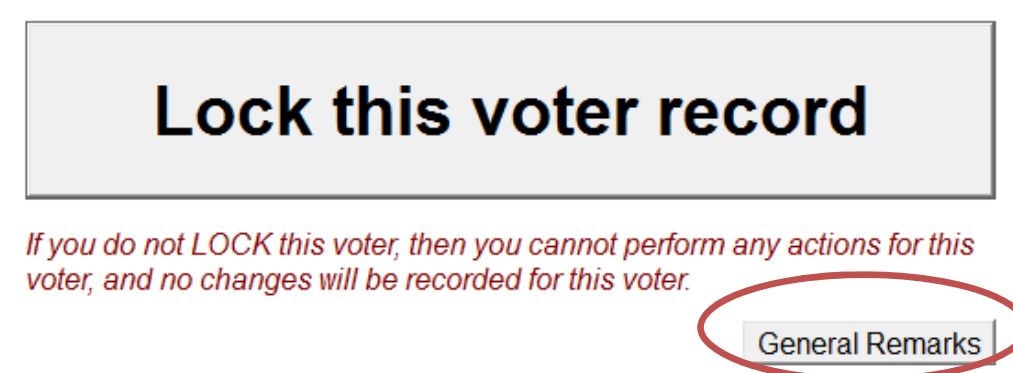 Lock this voter record
If you do not LOCK this voter, then you cannot perform any actions for this
voter, and no changes will be recorded for this voter.
General Remarks